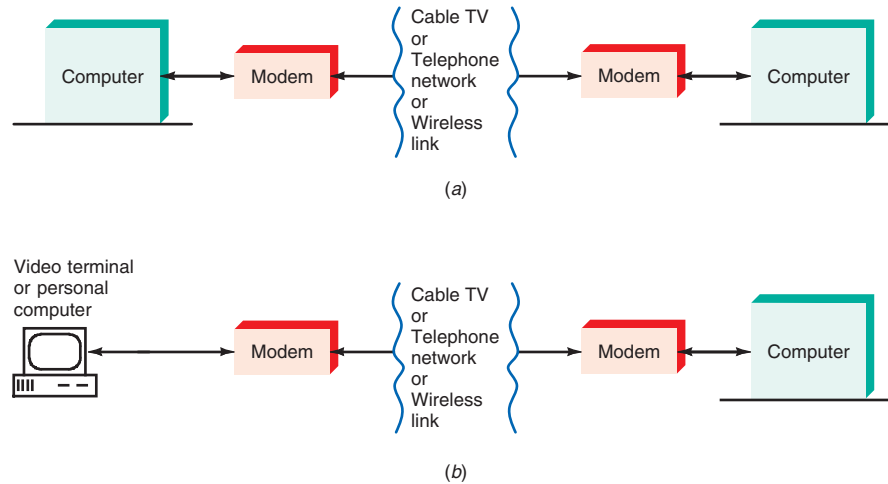 Computer
Modem
Cable TV
or
Telephone
network
or
Wireless
link
Modem
Computer
(a)
Video terminal
or personal
computer
Modem
Cable TV
or
Telephone
network
or
Wireless
link
Modem
Computer
(b)